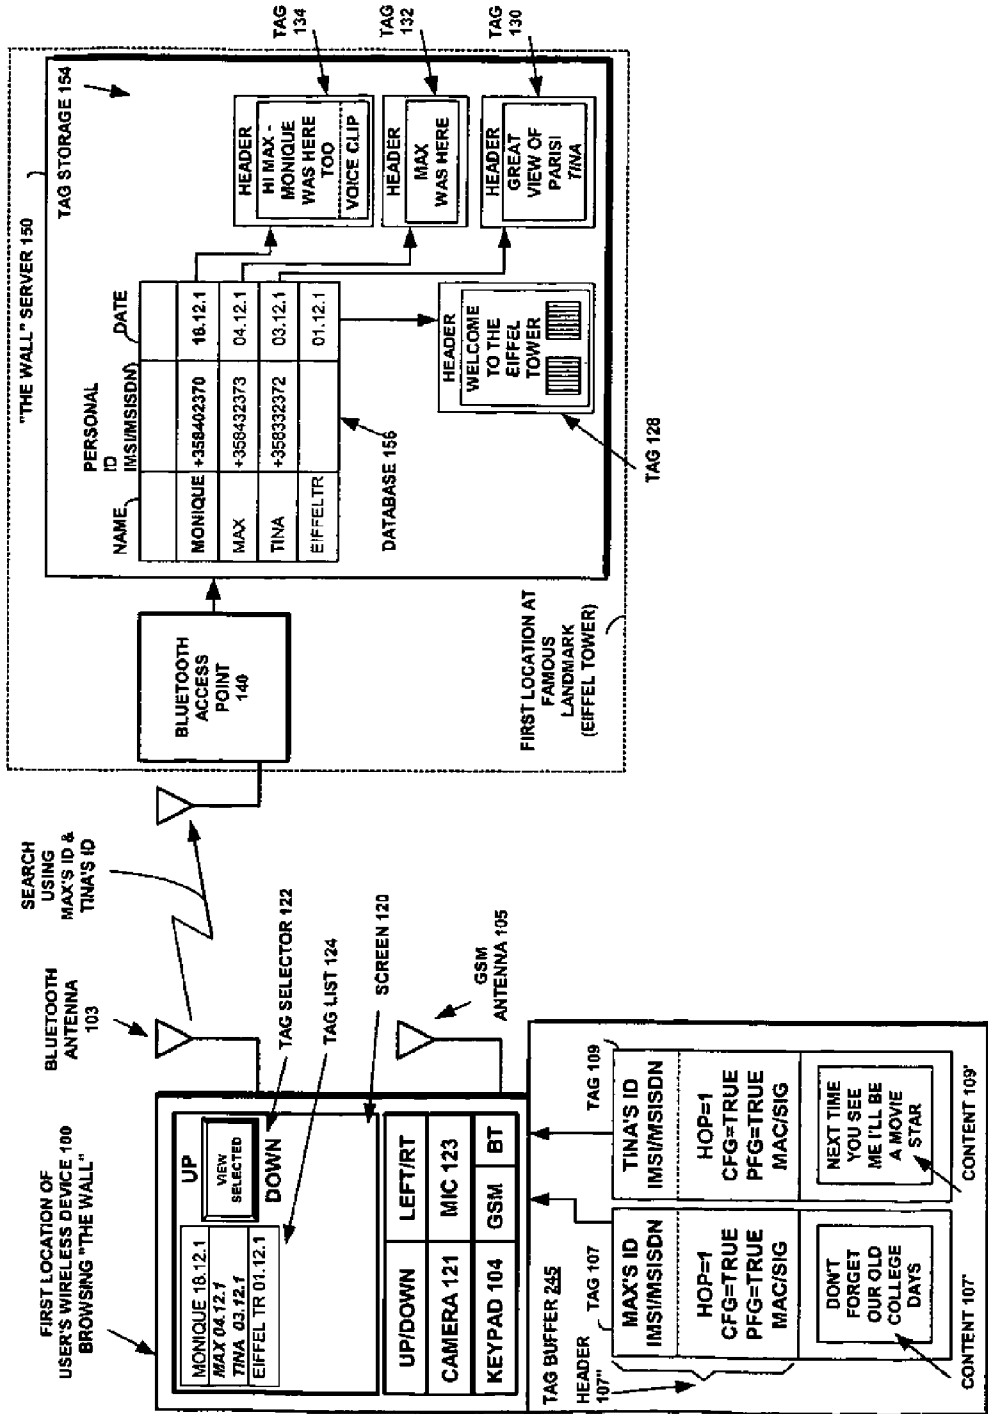 FIRST LOCATION OF
USER'S WIRELESS DEVICE 100
BROWSING "THE WALL"
MONIQUE 18.12.1
MAX 04.12.1
TINA 03.12.1
EIFFEL TR 01.12.1
UP
VIEW
SELECTED
DOWN
UP/DOWN
LEFT/RT
CAMERA 121
MIC 123
KEYPAD 104
GSM
BT
BLUETOOTH
ANTENNA
103
TAG SELECTOR 122
TAG LIST 124
SCREEN 120
GSM
ANTENNA 105
TAG BUFFER 245
TAG 107
HEADER
107"
MAX'S ID
IMSI/MSISDN
HOP=1
CFG=TRUE
PFG=TRUE
MAC/SIG
DON'T
FORGET
OUR OLD
COLLEGE
DAYS
CONTENT 107'
TAG 109
TINA'S ID
IMSI/MSISDN
HOP=1
CFG=TRUE
PFG=TRUE
MAC/SIG
NEXT TIME
YOU SEE
ME I'LL BE
A MOVIE
STAR
CONTENT 109'
SEARCH
USING
MAX'S ID &
TINA'S ID
BLUETOOTH
ACCESS
POINT
140
FIRST LOCATION AT
FAMOUS
LANDMARK
(EIFFEL TOWER)
"THE WALL" SERVER 150
TAG STORAGE 154
NAME
PERSONAL
ID
IMSI/MSISDN)
DATE
MONIQUE +358402370 18.12.1
MAX +358432373 04.12.1
TINA +358332372 03.12.1
EIFFELTR 01.12.1
DATABASE 156
HEADER
HI MAX -
MONIQUE
WAS HERE
TOO
VOICE CLIP
TAG
134
HEADER
MAX
WAS HERE
TAG
132
HEADER
GREAT
VIEW OF
PARISI
TINA
TAG
130
HEADER
WELCOME
TO THE
EIFFEL
TOWER
TAG 128